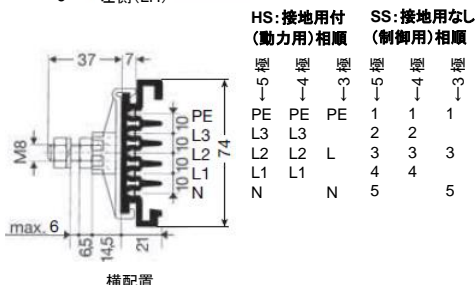 HS:接地用付 SS:接地用なし
(動力用)相順 (制御用)相順
←5極 ←4極 ←3極 ←5極 ←4極 ←3極
PE PE PE 1 1 1
L3 L3 2 2
L2 L2 L 3 3 3
L1 L1 4 4
N N 5 5
37 7
M8
10 10 10 10
PE
L3
L2
L1
N
74
max. 6
6,5 14,5 21
横配置